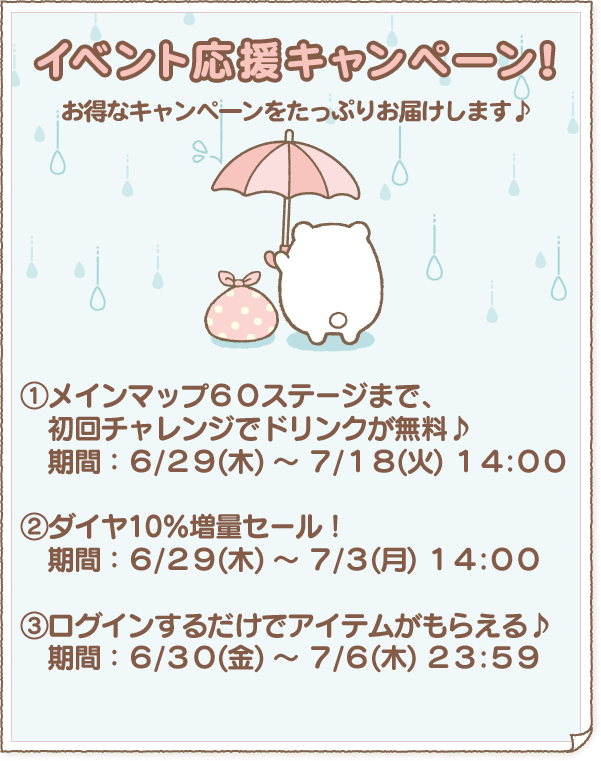 イベント応援キャンペーン!
お得なキャンペーンをたっぷりお届けします♪
①メインマップ６０ステージまで、
初回チャレンジでドリンクが無料♪
期間：６/２９(木) ～ ７/１８(火) １４:００
②ダイヤ10%増量セール！
期間：６/２９(木) ～ ７/３(月) １４:００
③ログインするだけでアイテムがもらえる♪
期間：６/３０(金) ～ ７/６(木) ２３:５９